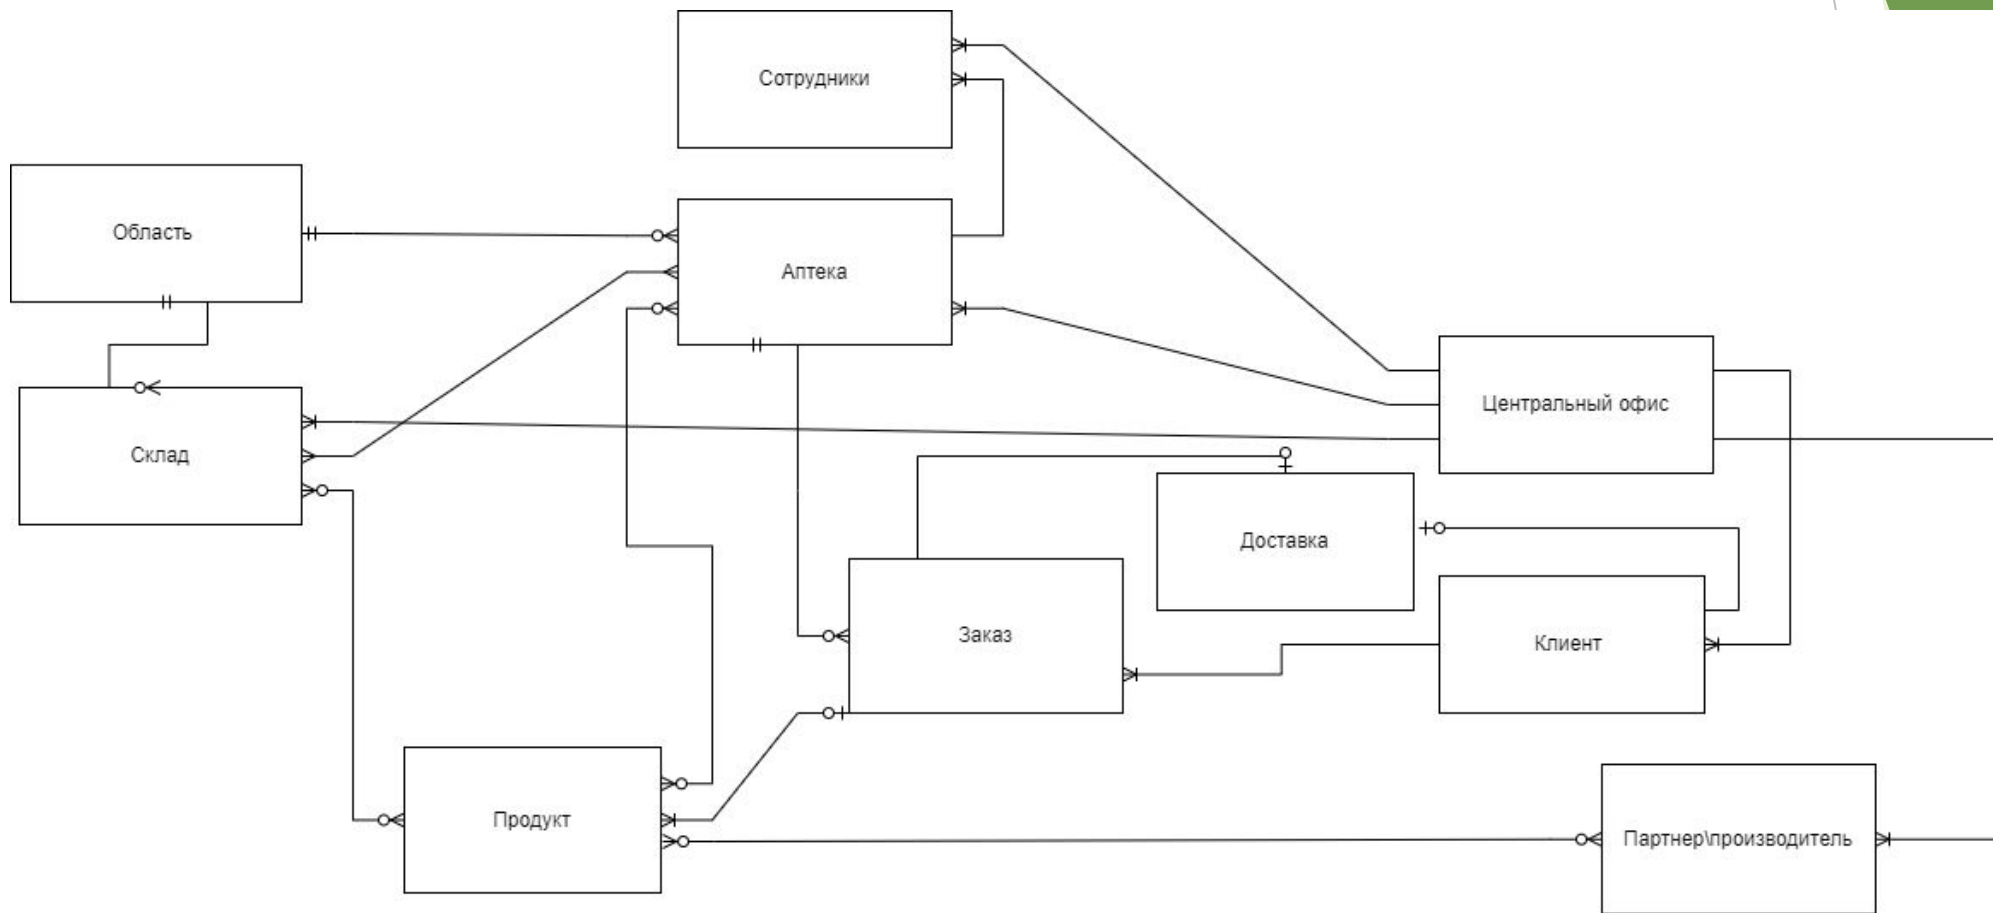 Сотрудники
Область
Аптека
Центральный офис
Склад
Доставка
Заказ
Клиент
Продукт
Партнер\производитель